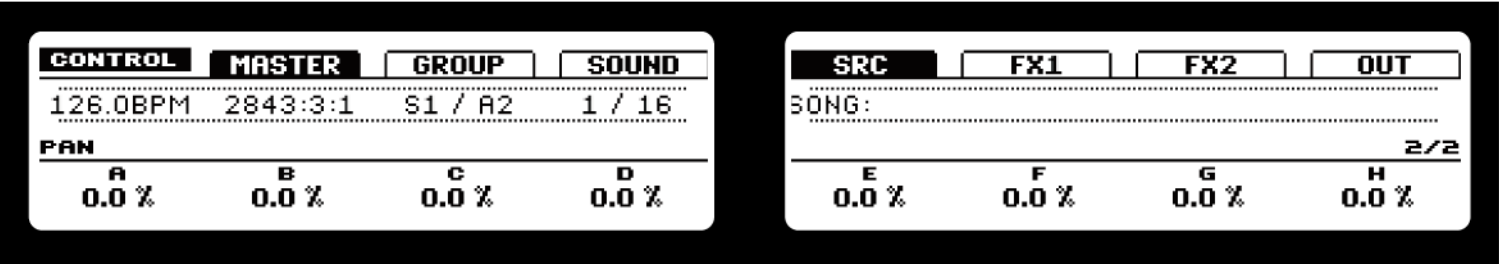 CONTROL MASTER GROUP SOUND
126.0BPM 2843:3:1 S1 / A2 1 / 16
PAN
A B C D
0.0 % 0.0 % 0.0 % 0.0 %
SRC FX1 FX2 OUT
SONG:
2/2
E F G H
0.0 % 0.0 % 0.0 % 0.0 %